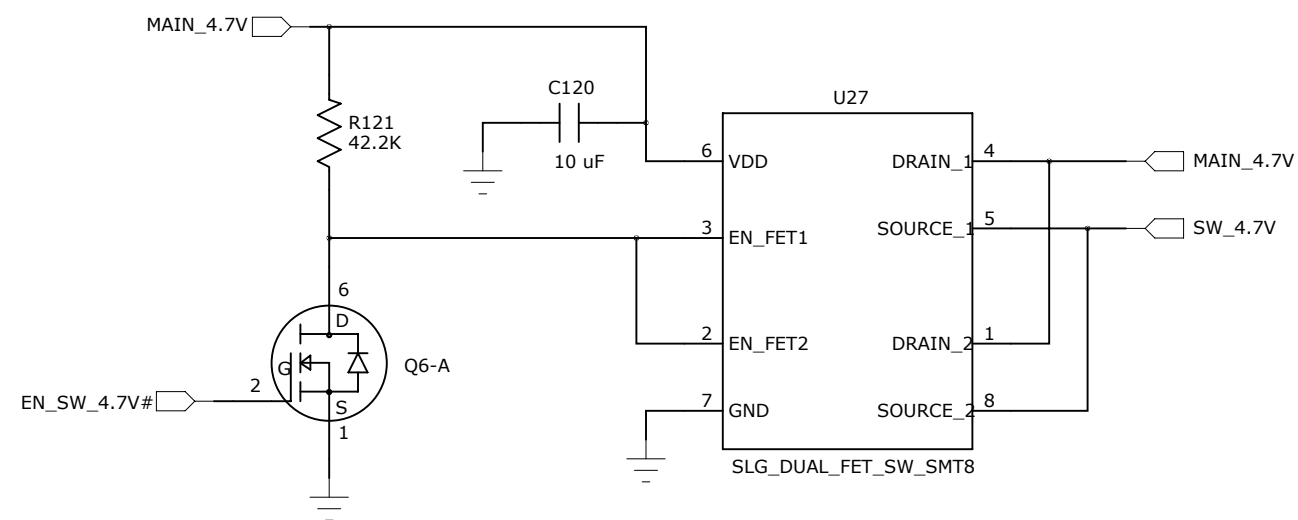 MAIN_4.7V
C120
U27
R121
42.2K
10 uF
6 VDD DRAIN_1 4 MAIN_4.7V
3 EN_FET1 SOURCE_1 5 SW_4.7V
6
D
2 EN_FET2 DRAIN_2 1
G Q6-A
EN_SW_4.7V# 2
S
7 GND SOURCE_2 8
1
SLG_DUAL_FET_SW_SMT8